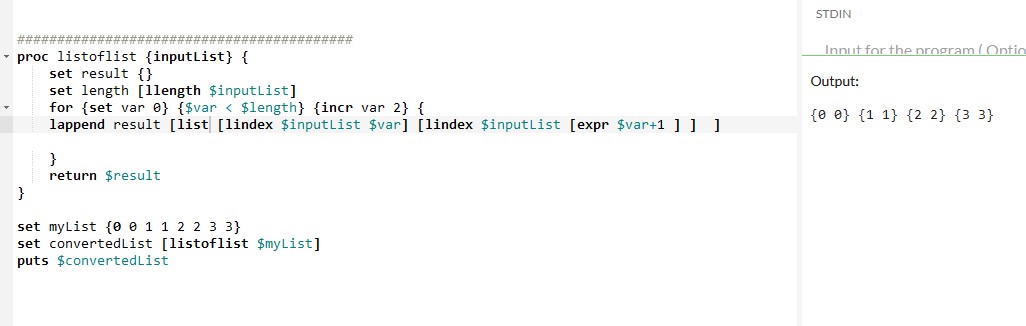 ##########################################
proc listoflist {inputList} {
    set result {}
    set length [llength $inputList]
    for {set var 0} {$var < $length} {incr var 2} {
    lappend result [list [lindex $inputList $var] [lindex $inputList [expr $var+1 ] ]  ]
    }
    return $result
}
set myList {0 0 1 1 2 2 3 3}
set convertedList [listoflist $myList]
puts $convertedList
STDIN
Input for the program ( Optio
Output:
{0 0} {1 1} {2 2} {3 3}